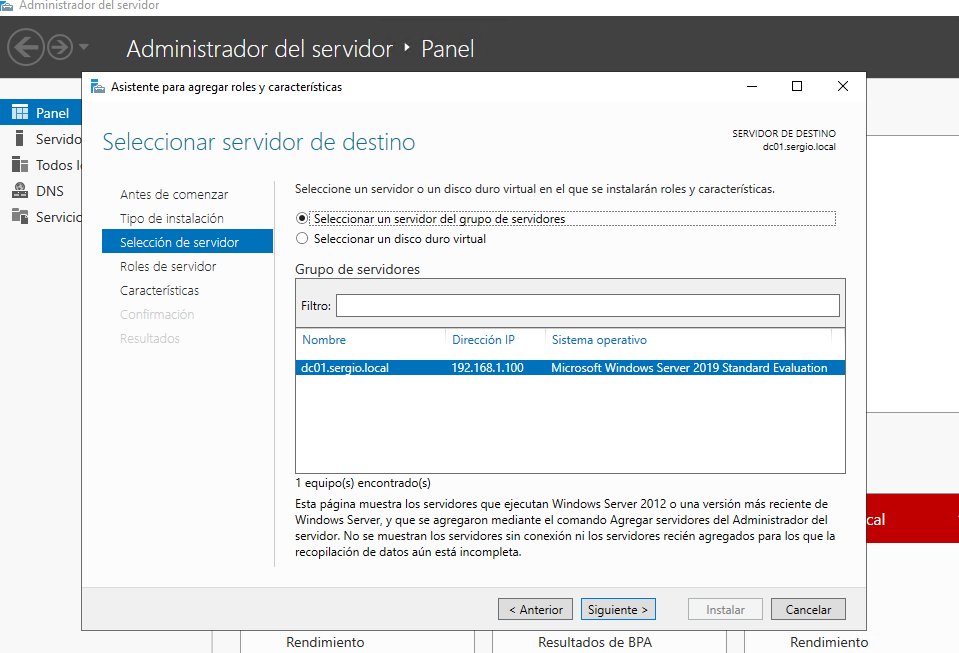 Administrador del servidor
Administrador del servidor ‣ Panel
Asistente para agregar roles y características
Panel
Servido
Todos l
DNS
Servicio
Seleccionar servidor de destino
SERVIDOR DE DESTINO
dc01.sergio.local
Antes de comenzar
Tipo de instalación
Selección de servidor
Roles de servidor
Características
Confirmación
Resultados
Seleccione un servidor o un disco duro virtual en el que se instalarán roles y características.
Seleccionar un servidor del grupo de servidores
Seleccionar un disco duro virtual
Grupo de servidores
Filtro:
Nombre Dirección IP Sistema operativo
dc01.sergio.local 192.168.1.100 Microsoft Windows Server 2019 Standard Evaluation
1 equipo(s) encontrado(s)
Esta página muestra los servidores que ejecutan Windows Server 2012 o una versión más reciente de
Windows Server, y que se agregaron mediante el comando Agregar servidores del Administrador del
servidor. No se muestran los servidores sin conexión ni los servidores recién agregados para los que la
recopilación de datos aún está incompleta.
cal
< Anterior Siguiente > Instalar Cancelar
Rendimiento Resultados de BPA Rendimiento